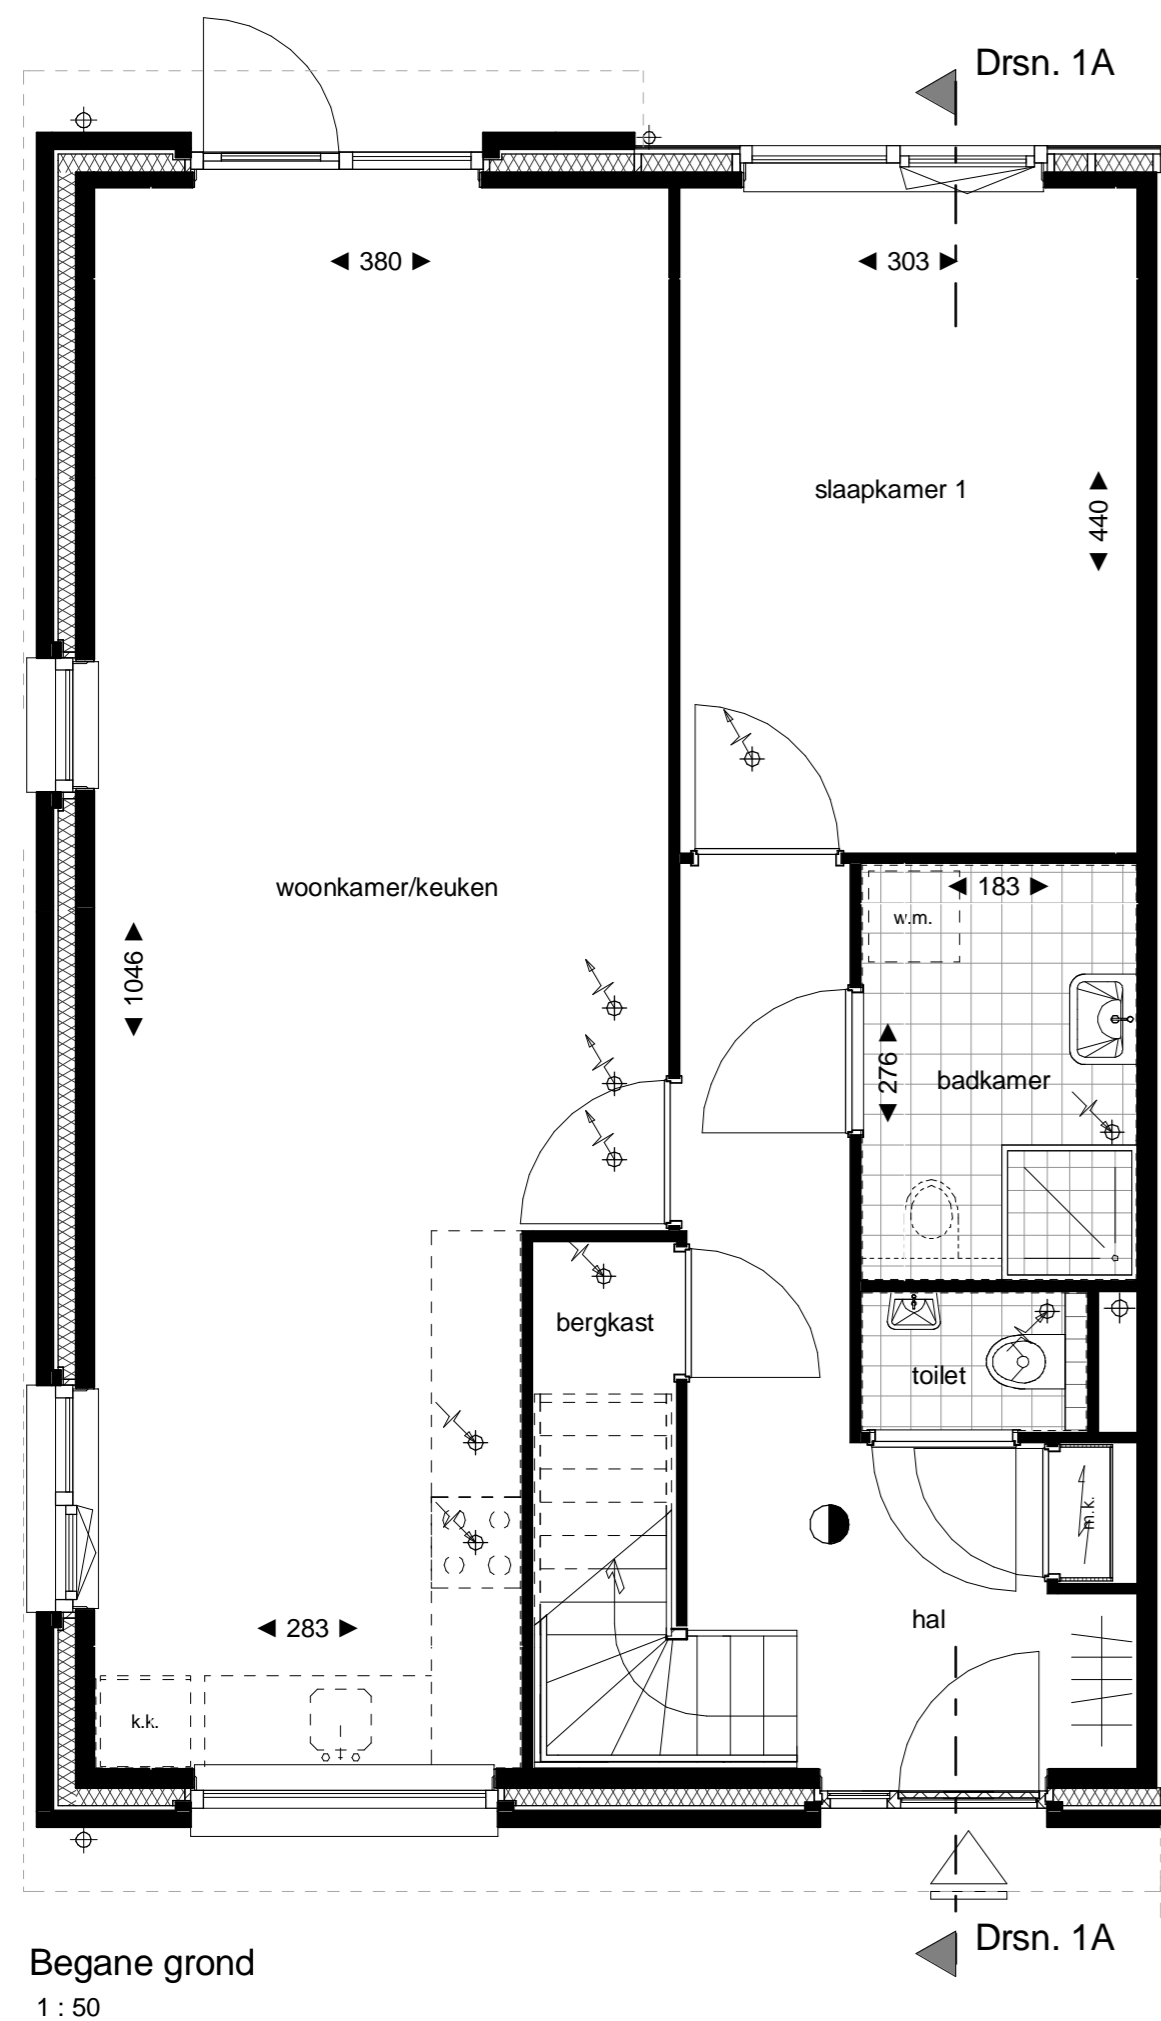 Drsn. 1A
◄ 380 ►
◄ 303 ►
slaapkamer 1
◄ 440 ►
woonkamer/keuken
◄ 183 ►
w.m.
◄ 1046 ►
◄ 276 ►
badkamer
bergkast
toilet
m.k.
hal
◄ 283 ►
k.k.
Drsn. 1A
Begane grond
1 : 50